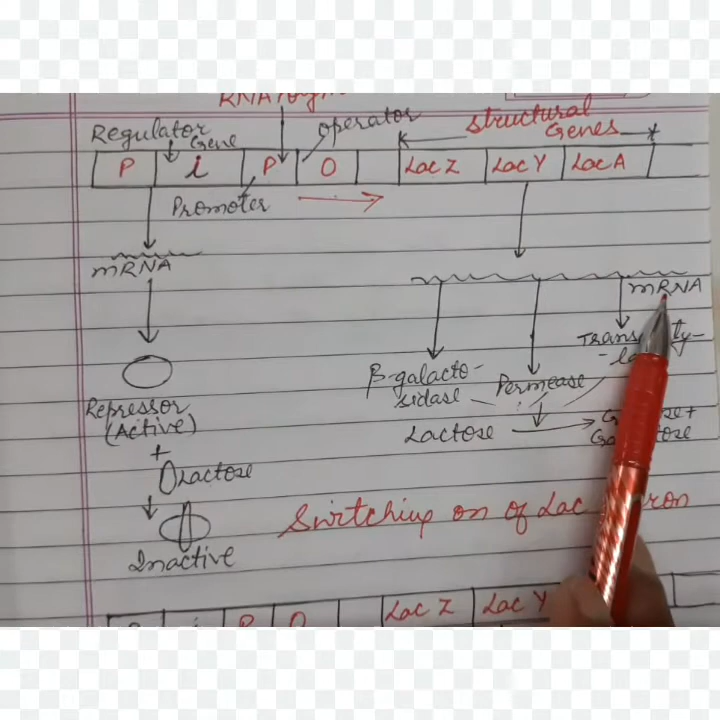 operator
structural
Regulator
Gene
Genes
P i P O Lac Z Lac Y Lac A
Promoter
mRNA
mRNA
β-galacto-
sidase
Permease
Repressor
(Active)
Lactose
+
Lactose
Switching on of Lac
Inactive
Lac Z Lac Y